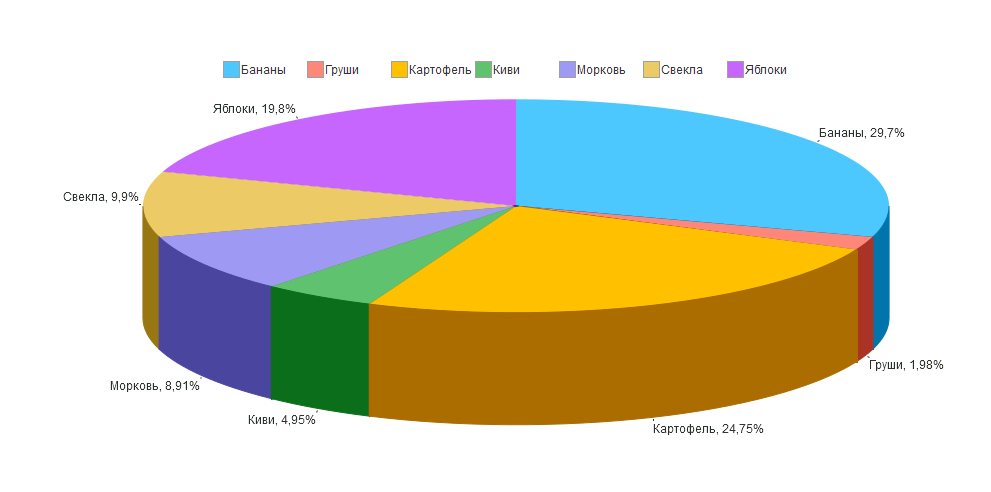 Бананы Груши Картофель Киви Морковь Свекла Яблоки
Яблоки, 19,8%
Бананы, 29,7%
Свекла, 9,9%
Груши, 1,98%
Морковь, 8,91%
Киви, 4,95%
Картофель, 24,75%